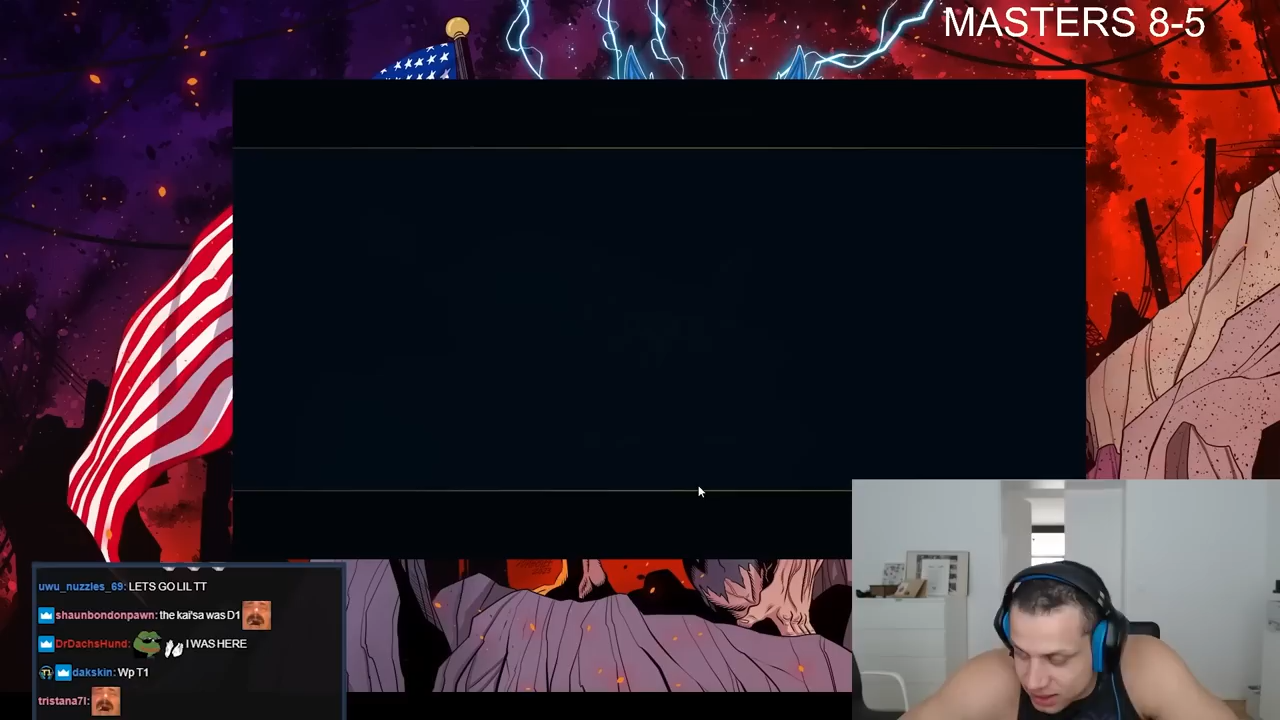 MASTERS 8-5
uwu_nuzzles_69: LETS GO LIL TT
shaunbondonpawn: the kai'sa was D1
DrDachsHund: I WAS HERE
dakskin: Wp T1
tristana7l: